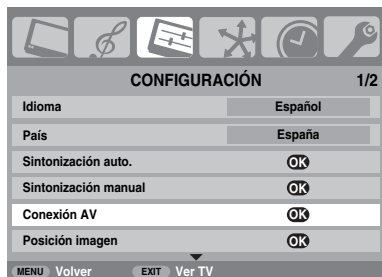 CONFIGURACIÓN 1/2
Idioma Español
País España
Sintonización auto. OK
Sintonización manual OK
Conexión AV OK
Posición imagen OK
MENU Volver EXIT Ver TV